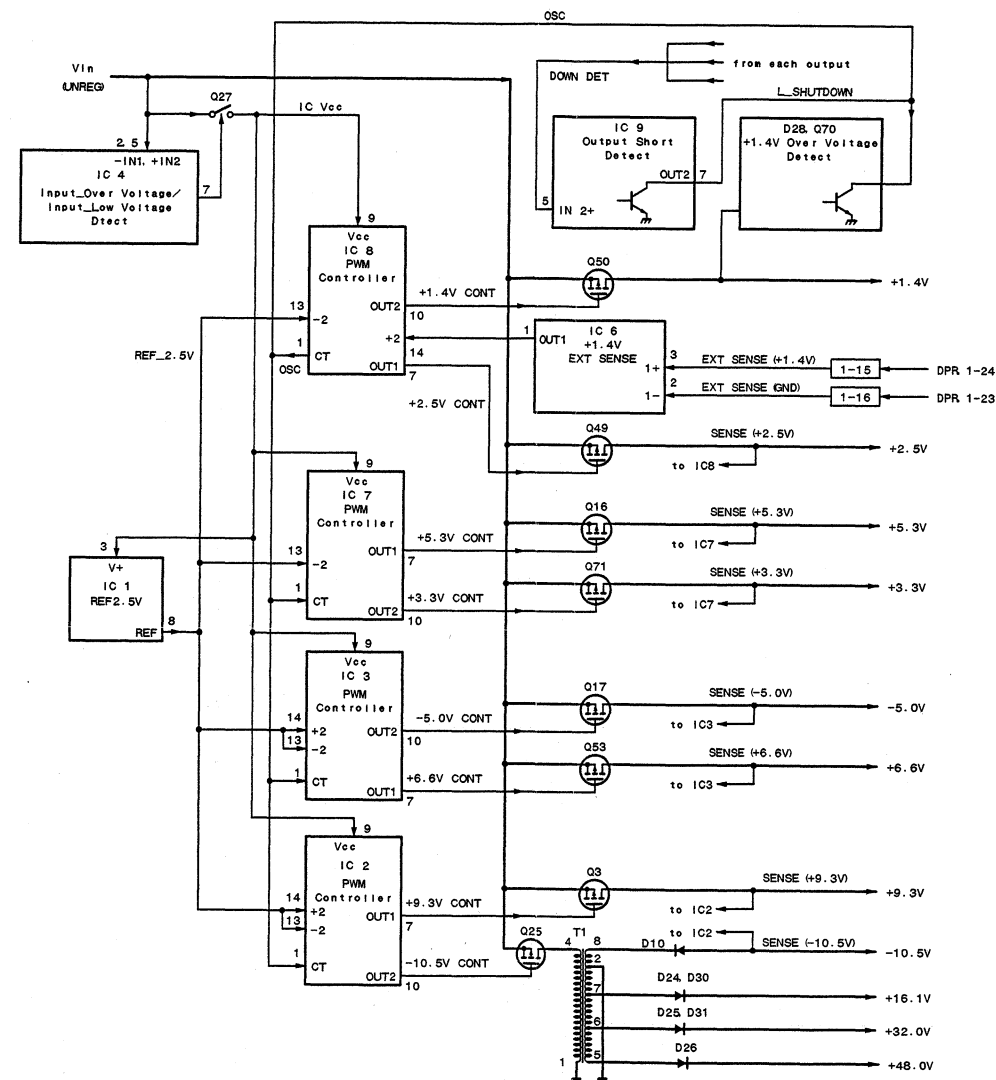 OSC
Vin
(UNREG)
from each output
DOWN DET
L_SHUTDOWN
Q27
IC Vcc
2, 5
-IN1, +IN2
IC 4
Input_Over Voltage/
Input_Low Voltage
Dtect
7
IC 9
Output Short
Detect
OUT2
7
5
IN 2+
D28, Q70
+1.4V Over Voltage
Detect
9
Vcc
IC 8
PWM
Controller
13
-2
OUT2
10
+1.4V CONT
Q50
+1.4V
+2
14
1
CT
OSC
OUT1
7
REF_2.5V
+2.5V CONT
1
OUT1
IC 6
+1.4V
EXT SENSE
1+
3
EXT SENSE (+1.4V)
1-15
DPR 1-24
1-
2
EXT SENSE (GND)
1-16
DPR 1-23
Q49
SENSE (+2.5V)
to IC8
+2.5V
9
Vcc
IC 7
PWM
Controller
13
-2
OUT1
7
+5.3V CONT
Q16
SENSE (+5.3V)
to IC7
+5.3V
1
CT
OUT2
10
+3.3V CONT
Q71
SENSE (+3.3V)
to IC7
+3.3V
3
V+
IC 1
REF2.5V
REF
8
9
Vcc
IC 3
PWM
Controller
14
+2
13
-2
OUT2
10
-5.0V CONT
Q17
SENSE (-5.0V)
to IC3
-5.0V
1
CT
OUT1
7
+6.6V CONT
Q53
SENSE (+6.6V)
to IC3
+6.6V
9
Vcc
IC 2
PWM
Controller
14
+2
13
-2
OUT1
7
+9.3V CONT
Q3
SENSE (+9.3V)
to IC2
+9.3V
1
CT
OUT2
10
-10.5V CONT
Q25
4
T1
8
D10
to IC2
SENSE (-10.5V)
-10.5V
2
7
D24, D30
+16.1V
6
D25, D31
+32.0V
1
5
D26
+48.0V